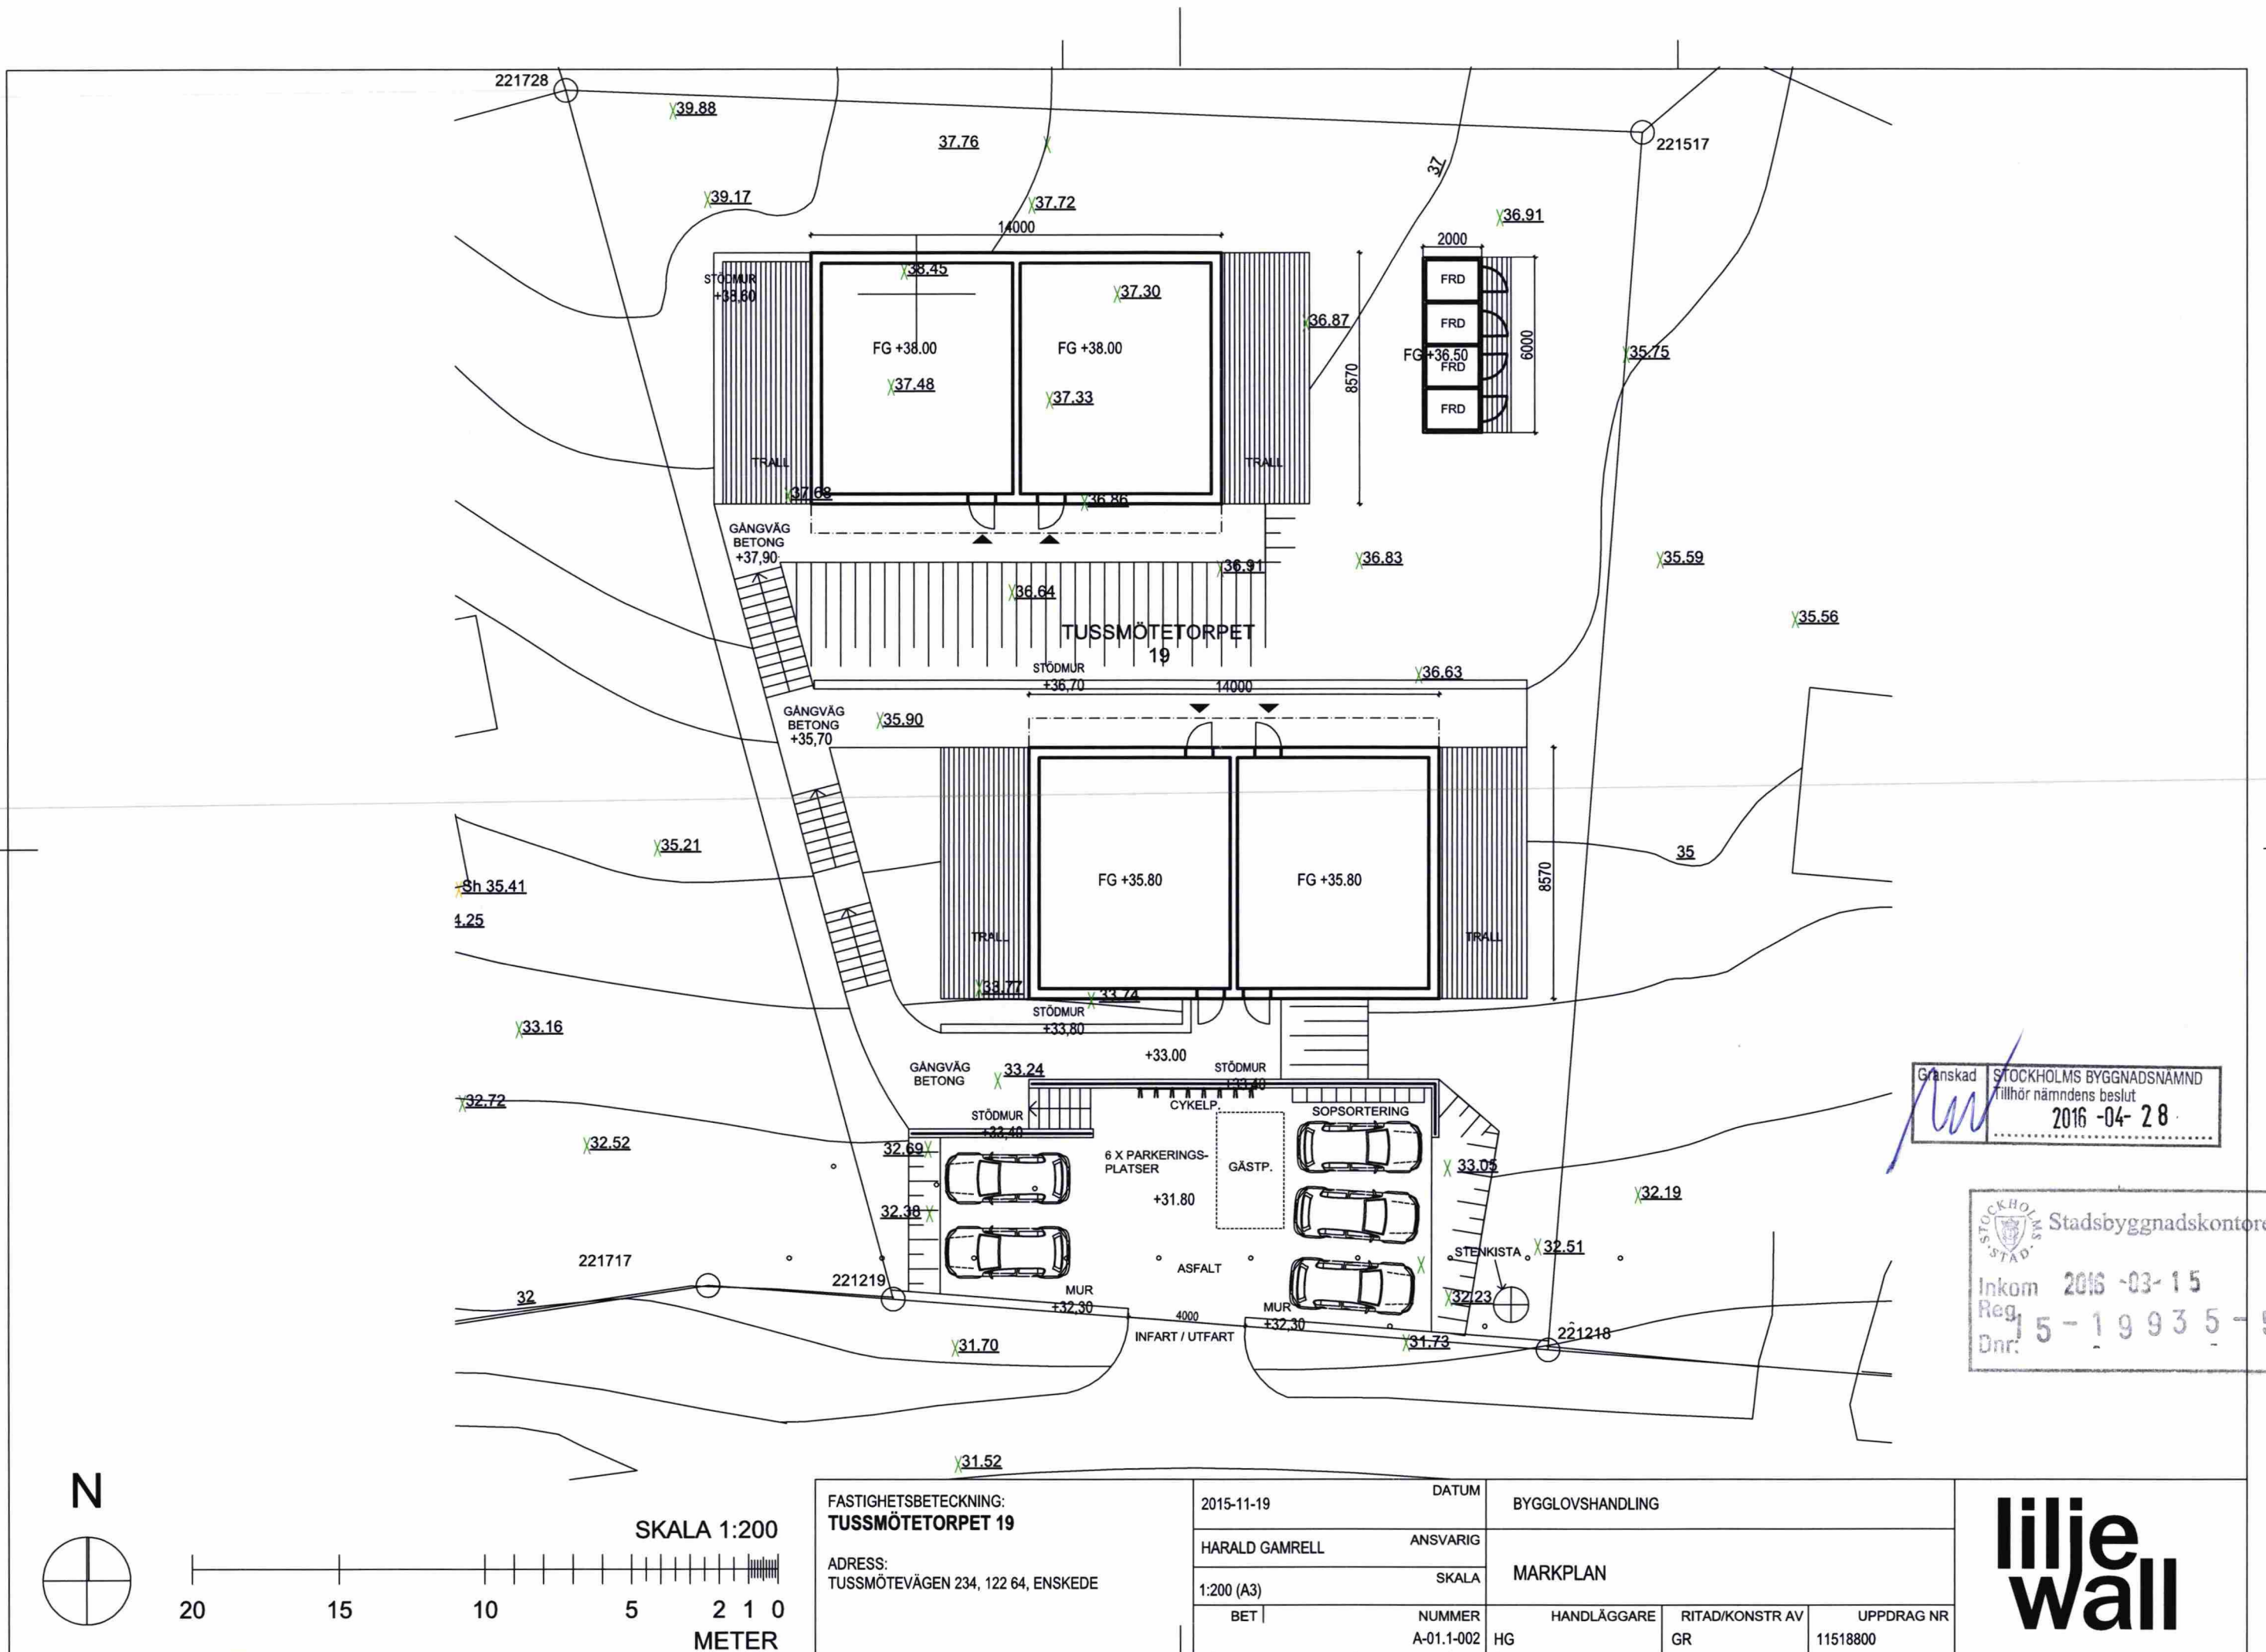 221728
39.88
37.76
221517
37
39.17
37.72
36.91
14000
2000
STÖDMUR
+38,60
38.45
37.30
FRD
FRD
FRD
FRD
FG +36.50
6000
36.87
35.75
FG +38.00
FG +38.00
8570
37.48
37.33
TRALL
TRALL
37.68
36.86
GÅNGVÄG
BETONG
+37,90
36.91
36.83
35.59
36.64
35.56
TUSSMÖTETORPET
19
STÖDMUR
+36,70
36.63
14000
GÅNGVÄG
BETONG
+35,70
35.90
35.21
35
8570
FG +35.80
FG +35.80
Sh 35.41
4.25
TRALL
TRALL
33.77
33.74
STÖDMUR
+33,80
33.16
+33.00
GÅNGVÄG
BETONG
33.24
STÖDMUR
+33,40
32.72
CYKELP.
SOPSORTERING
STÖDMUR
+33,40
32.52
32.69
6 X PARKERINGS-
PLATSER
GÄSTP.
33.05
+31.80
32.19
32.38
STENKISTA
32.51
221717
ASFALT
221219
32
MUR
+32,30
4000
MUR
+32,30
32.23
INFART / UTFART
221218
31.70
31.73
31.52
Granskad
STOCKHOLMS BYGGNADSNÄMND
Tillhör nämndens beslut
2016 -04- 28
STOCKHOLMS STAD
Stadsbyggnadskontore
Inkom 2016 -03- 15
Reg.
Dnr: 15-19935-
N
SKALA 1:200
20 15 10 5 2 1 0
METER
FASTIGHETSBETECKNING:
TUSSMÖTETORPET 19
ADRESS:
TUSSMÖTEVÄGEN 234, 122 64, ENSKEDE
DATUM
2015-11-19
ANSVARIG
HARALD GAMRELL
SKALA
1:200 (A3)
BET
NUMMER
A-01.1-002
BYGGLOVSHANDLING
MARKPLAN
HANDLÄGGARE
HG
RITAD/KONSTR AV
GR
UPPDRAG NR
11518800
lilje
wall